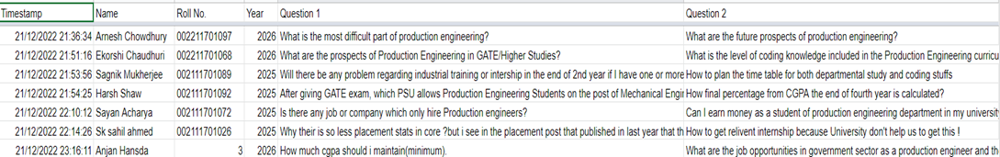 Timestamp Name Roll No. Year Question 1 Question 2
21/12/2022 21:36:34 Arnesh Chowdhury 002211701097 2026 What is the most difficult part of production engineering? What are the future prospects of production engineering?
21/12/2022 21:51:16 Ekorshi Chaudhuri 002211701068 2026 What are the prospects of Production Engineering in GATE/Higher Studies? What is the level of coding knowledge included in the Production Engineering curricu
21/12/2022 21:53:56 Sagnik Mukherjee 002111701089 2025 Will there be any problem regarding industrial training or intership in the end of 2nd year if I have one or more How to plan the time table for both departmental study and coding stuffs
21/12/2022 21:54:25 Harsh Shaw 002111701092 2025 After giving GATE exam, which PSU allows Production Engineering Students on the post of Mechanical Engi How final percentage from CGPA the end of fourth year is calculated?
21/12/2022 22:10:12 Sayan Acharya 002111701072 2025 Is there any job or company which only hire Production engineers? Can I earn money as a student of production engineering department in my universit
21/12/2022 22:14:26 Sk sahil ahmed 002111701026 2025 Why their is so less placement stats in core ?but i see in the placement post that published in last year that th How to get relivent internship because University don't help us to get this !
21/12/2022 23:16:11 Anjan Hansda 3 2026 How much cgpa should i maintain(minimum). What are the job opportunities in government sector as a production engineer and th